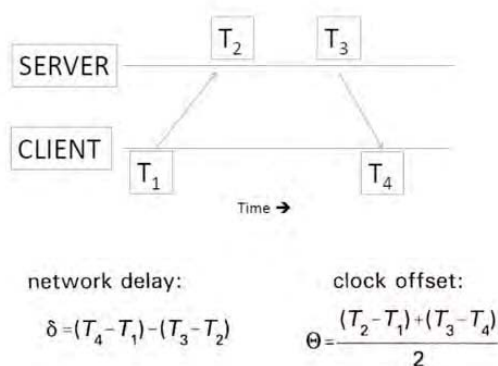 T₂ T₃
SERVER
CLIENT
T₁ T₄
Time →
network delay: clock offset:
δ=(T₄−T₁)−(T₃−T₂) Θ=(T₂−T₁)+(T₃−T₄)
2